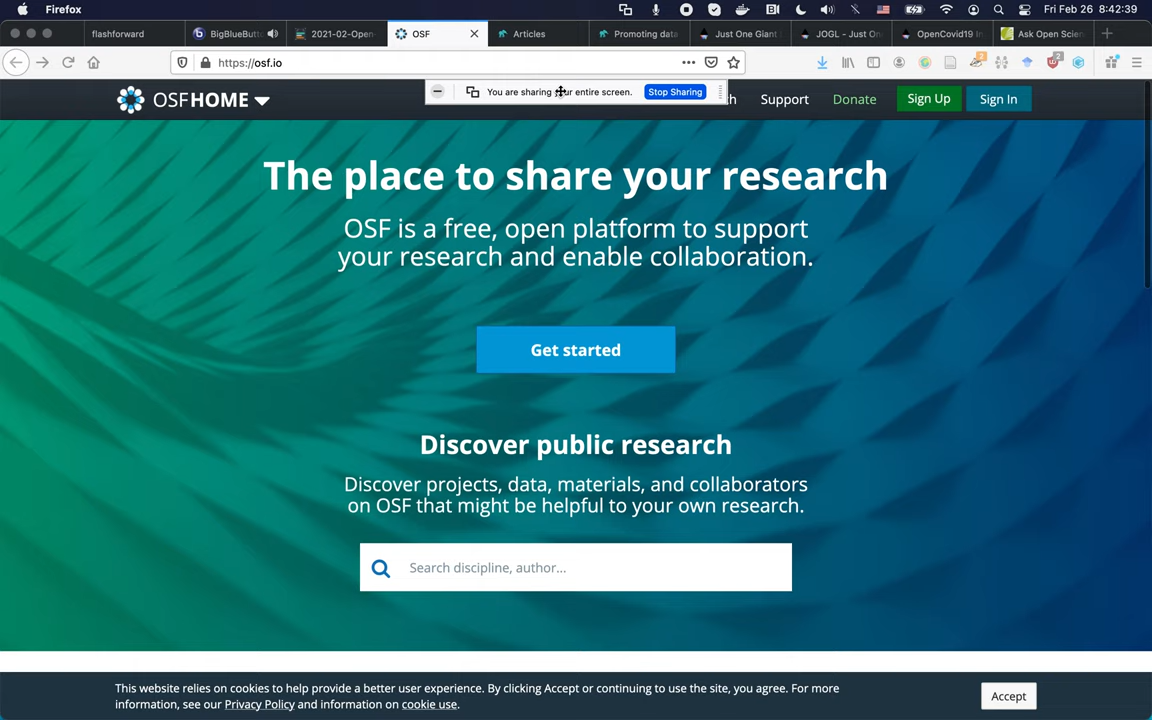 Firefox
Fri Feb 26 8:42:39
flashforward
BigBlueButt
2021-02-Open
OSF
Articles
Promoting data
Just One Giant
JOGL - Just On
OpenCovid19 In
Ask Open Scien
https://osf.io
You are sharing your entire screen.
Stop Sharing
OSFHOME
h
Support
Donate
Sign Up
Sign In
The place to share your research
OSF is a free, open platform to support
your research and enable collaboration.
Get started
Discover public research
Discover projects, data, materials, and collaborators
on OSF that might be helpful to your own research.
Search discipline, author...
This website relies on cookies to help provide a better user experience. By clicking Accept or continuing to use the site, you agree. For more
information, see our Privacy Policy and information on cookie use.
Accept